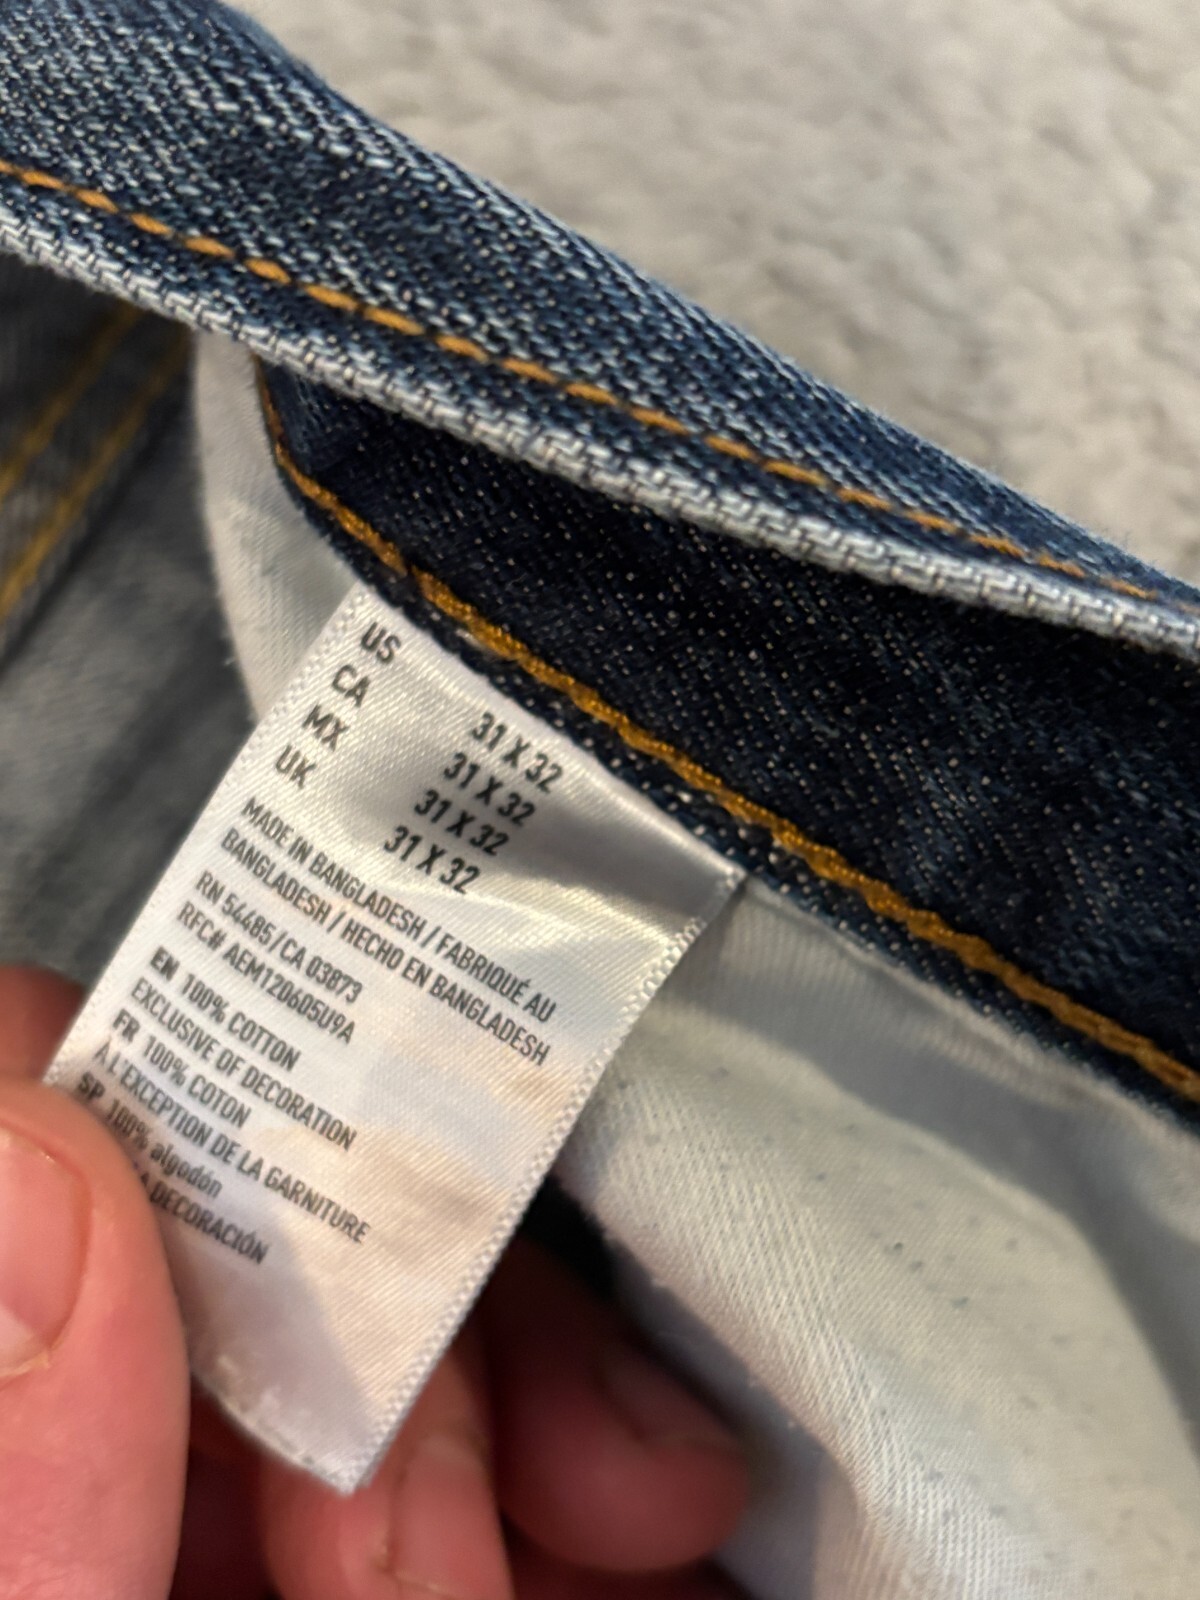 US 31 X 32
CA 31 X 32
MX 31 X 32
UK 31 X 32
MADE IN BANGLADESH / FABRIQUÉ AU
BANGLADESH / HECHO EN BANGLADESH
RN 54485 / CA 03873
RFC# AEM120605U9A
EN 100% COTTON
EXCLUSIVE OF DECORATION
FR 100% COTON
À L'EXCEPTION DE LA GARNITURE
SP 100% algodón
LA DECORACIÓN